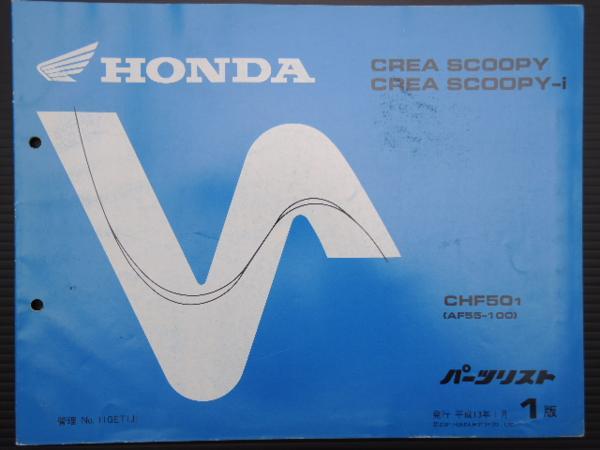 HONDA
CREA SCOOPY
CREA SCOOPY-i
CHF501
(AF55-100)
パーツリスト
管理 No. 11GET1J1
発行 平成13年1月 1版